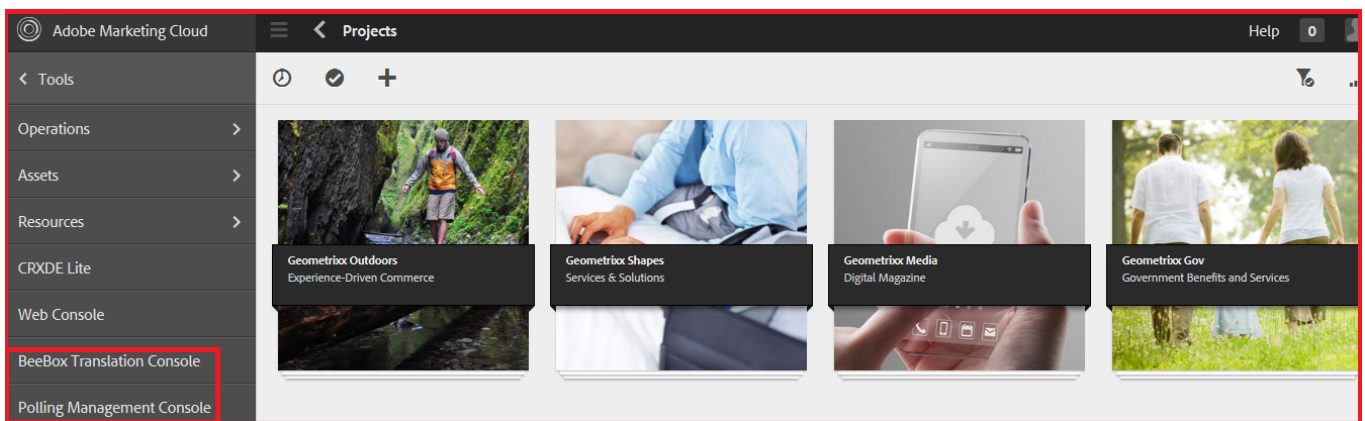 Adobe Marketing Cloud
Projects
Help
0
Tools
Operations
Assets
Resources
CRXDE Lite
Web Console
BeeBox Translation Console
Polling Management Console
Geometrixx Outdoors
Experience-Driven Commerce
Geometrixx Shapes
Services & Solutions
Geometrixx Media
Digital Magazine
Geometrixx Gov
Government Benefits and Services